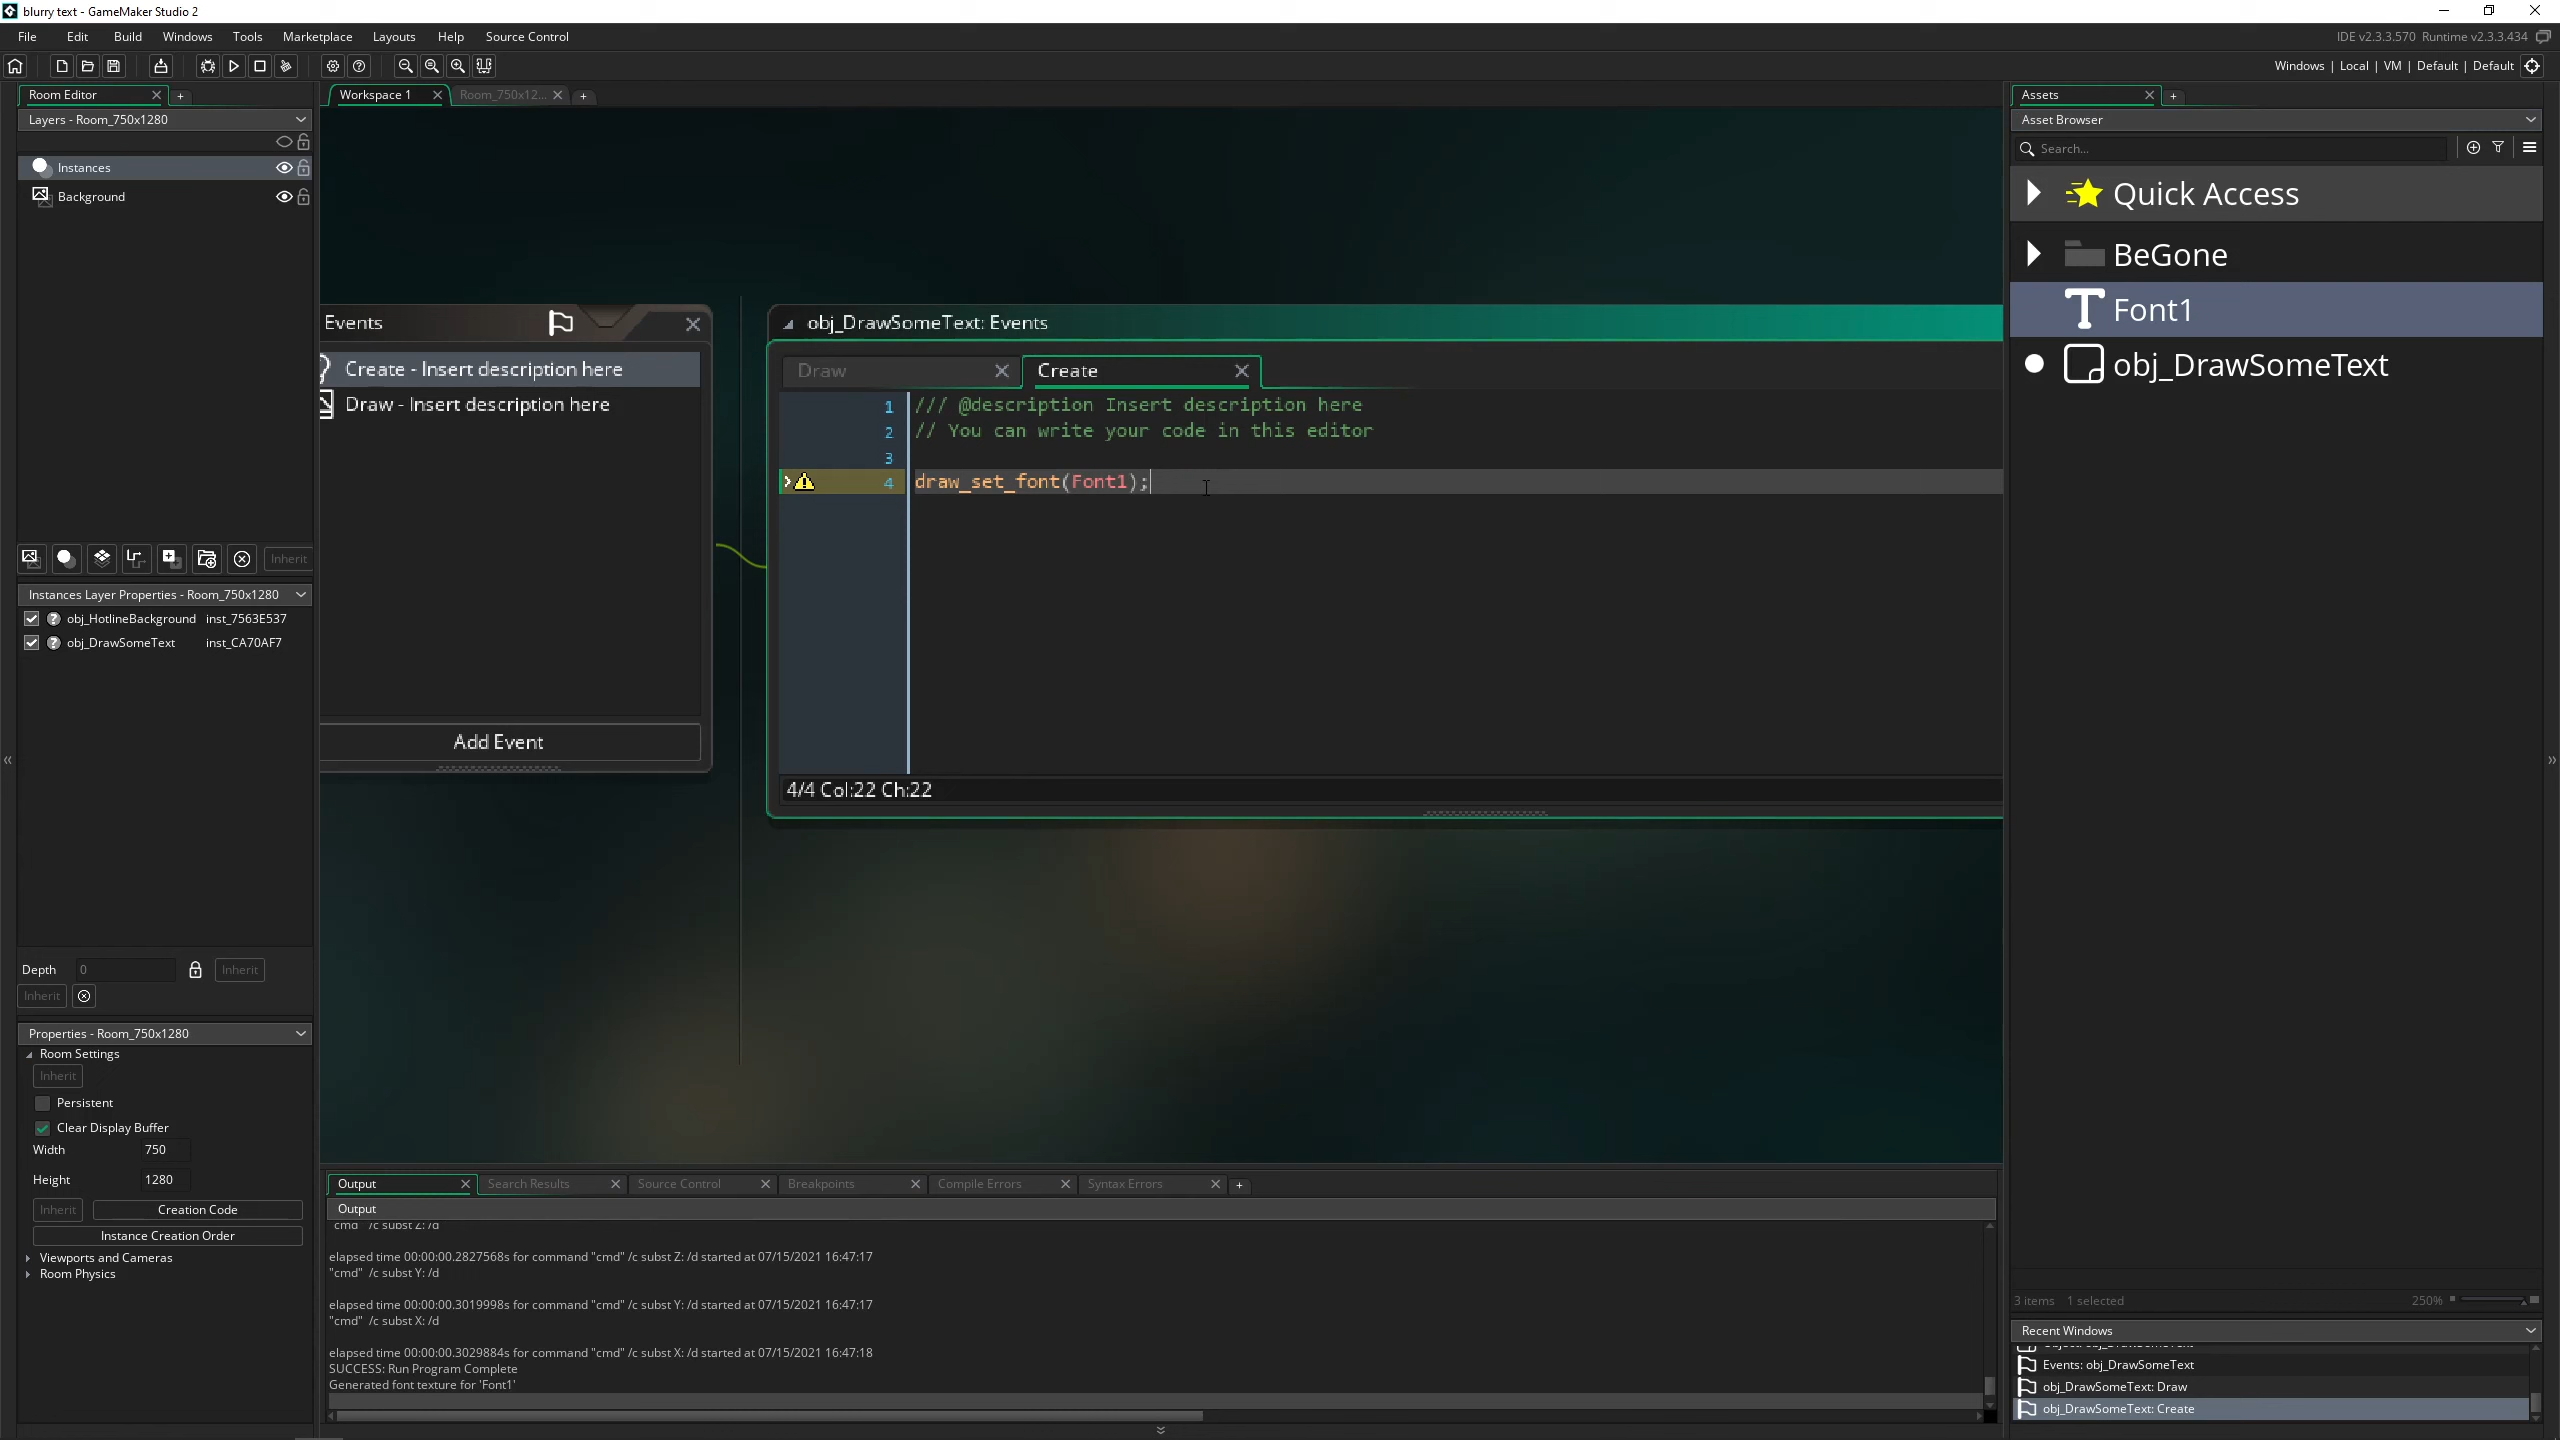 blurry text - GameMaker Studio 2
File Edit Build Windows Tools Marketplace Layouts Help Source Control
IDE v2.3.3.570 Runtime v2.3.3.434
Windows | Local | VM | Default | Default
Room Editor
Layers - Room_750x1280
Instances
Background
Inherit
Instances Layer Properties - Room_750x1280
obj_HotlineBackground inst_7563E537
obj_DrawSomeText inst_CA70AF7
Depth 0 Inherit
Inherit
Properties - Room_750x1280
Room Settings
Inherit
Persistent
Clear Display Buffer
Width 750
Height 1280
Inherit Creation Code
Instance Creation Order
Viewports and Cameras
Room Physics
Workspace 1 Room_750x12...
Events
Create - Insert description here
Draw - Insert description here
Add Event
obj_DrawSomeText: Events
Draw Create
1 /// @description Insert description here
2 // You can write your code in this editor
3
4 draw_set_font(Font1);
4/4 Col:22 Ch:22
Output Search Results Source Control Breakpoints Compile Errors Syntax Errors
Output
"cmd" /c subst Z: /d
elapsed time 00:00:00.2827568s for command "cmd" /c subst Z: /d started at 07/15/2021 16:47:17
"cmd" /c subst Y: /d
elapsed time 00:00:00.3019998s for command "cmd" /c subst Y: /d started at 07/15/2021 16:47:17
"cmd" /c subst X: /d
elapsed time 00:00:00.3029884s for command "cmd" /c subst X: /d started at 07/15/2021 16:47:18
SUCCESS: Run Program Complete
Generated font texture for 'Font1'
Assets
Asset Browser
Search...
Quick Access
BeGone
Font1
obj_DrawSomeText
3 items 1 selected 250%
Recent Windows
Events: obj_DrawSomeText
obj_DrawSomeText: Draw
obj_DrawSomeText: Create